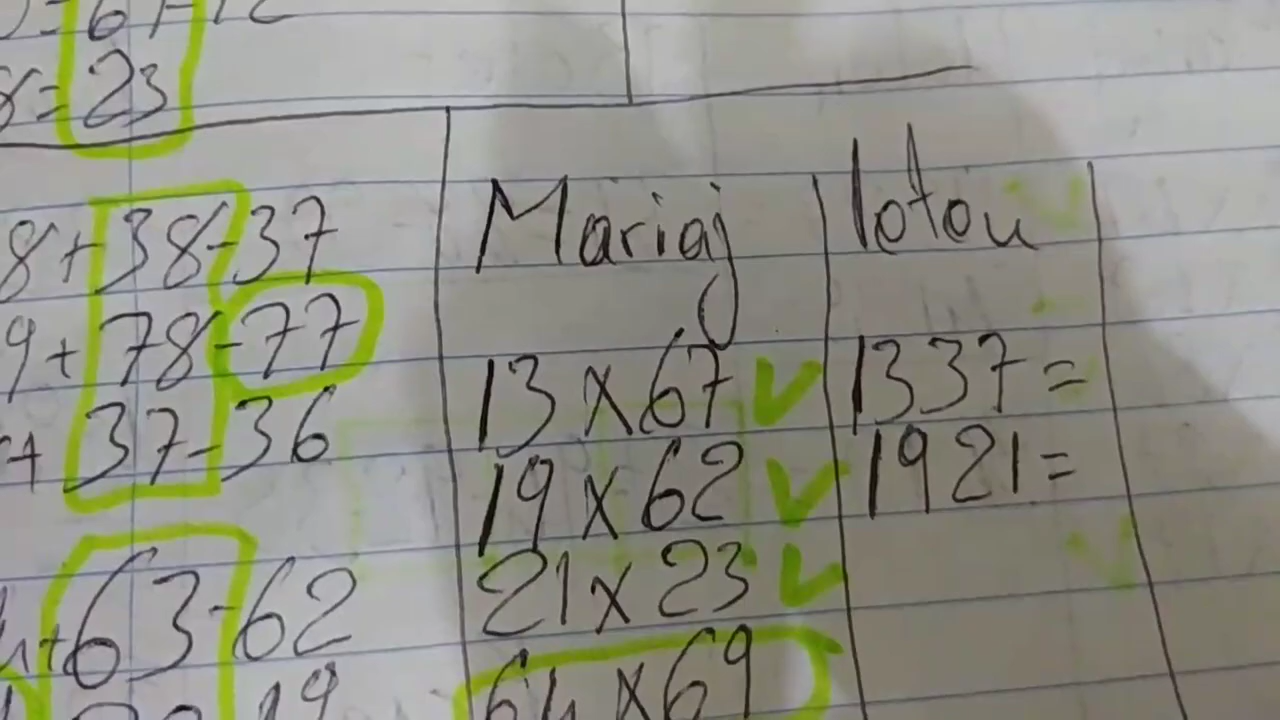 23
8+38-37
9+78-77
37-36
63-62
19
Mariaj
13x67
19x62
21x23
64x69
lotou
1337=
1921=